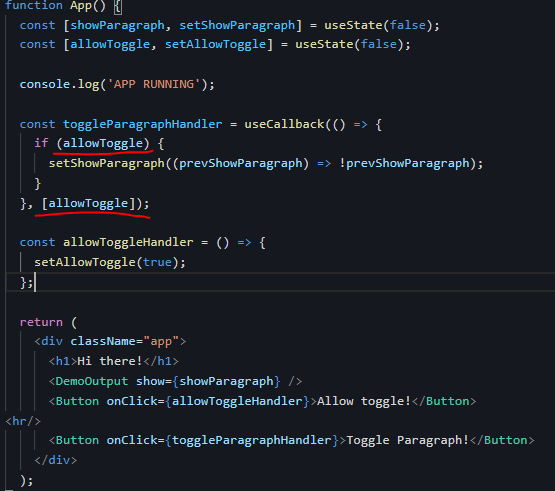 function App() {
const [showParagraph, setShowParagraph] = useState(false);
const [allowToggle, setAllowToggle] = useState(false);
console.log('APP RUNNING');
const toggleParagraphHandler = useCallback(() => {
if (allowToggle) {
setShowParagraph((prevShowParagraph) => !prevShowParagraph);
}
}, [allowToggle]);
const allowToggleHandler = () => {
setAllowToggle(true);
};
return (
<div className="app">
<h1>Hi there!</h1>
<DemoOutput show={showParagraph} />
<Button onClick={allowToggleHandler}>Allow toggle!</Button>
<hr/>
<Button onClick={toggleParagraphHandler}>Toggle Paragraph!</Button>
</div>
);